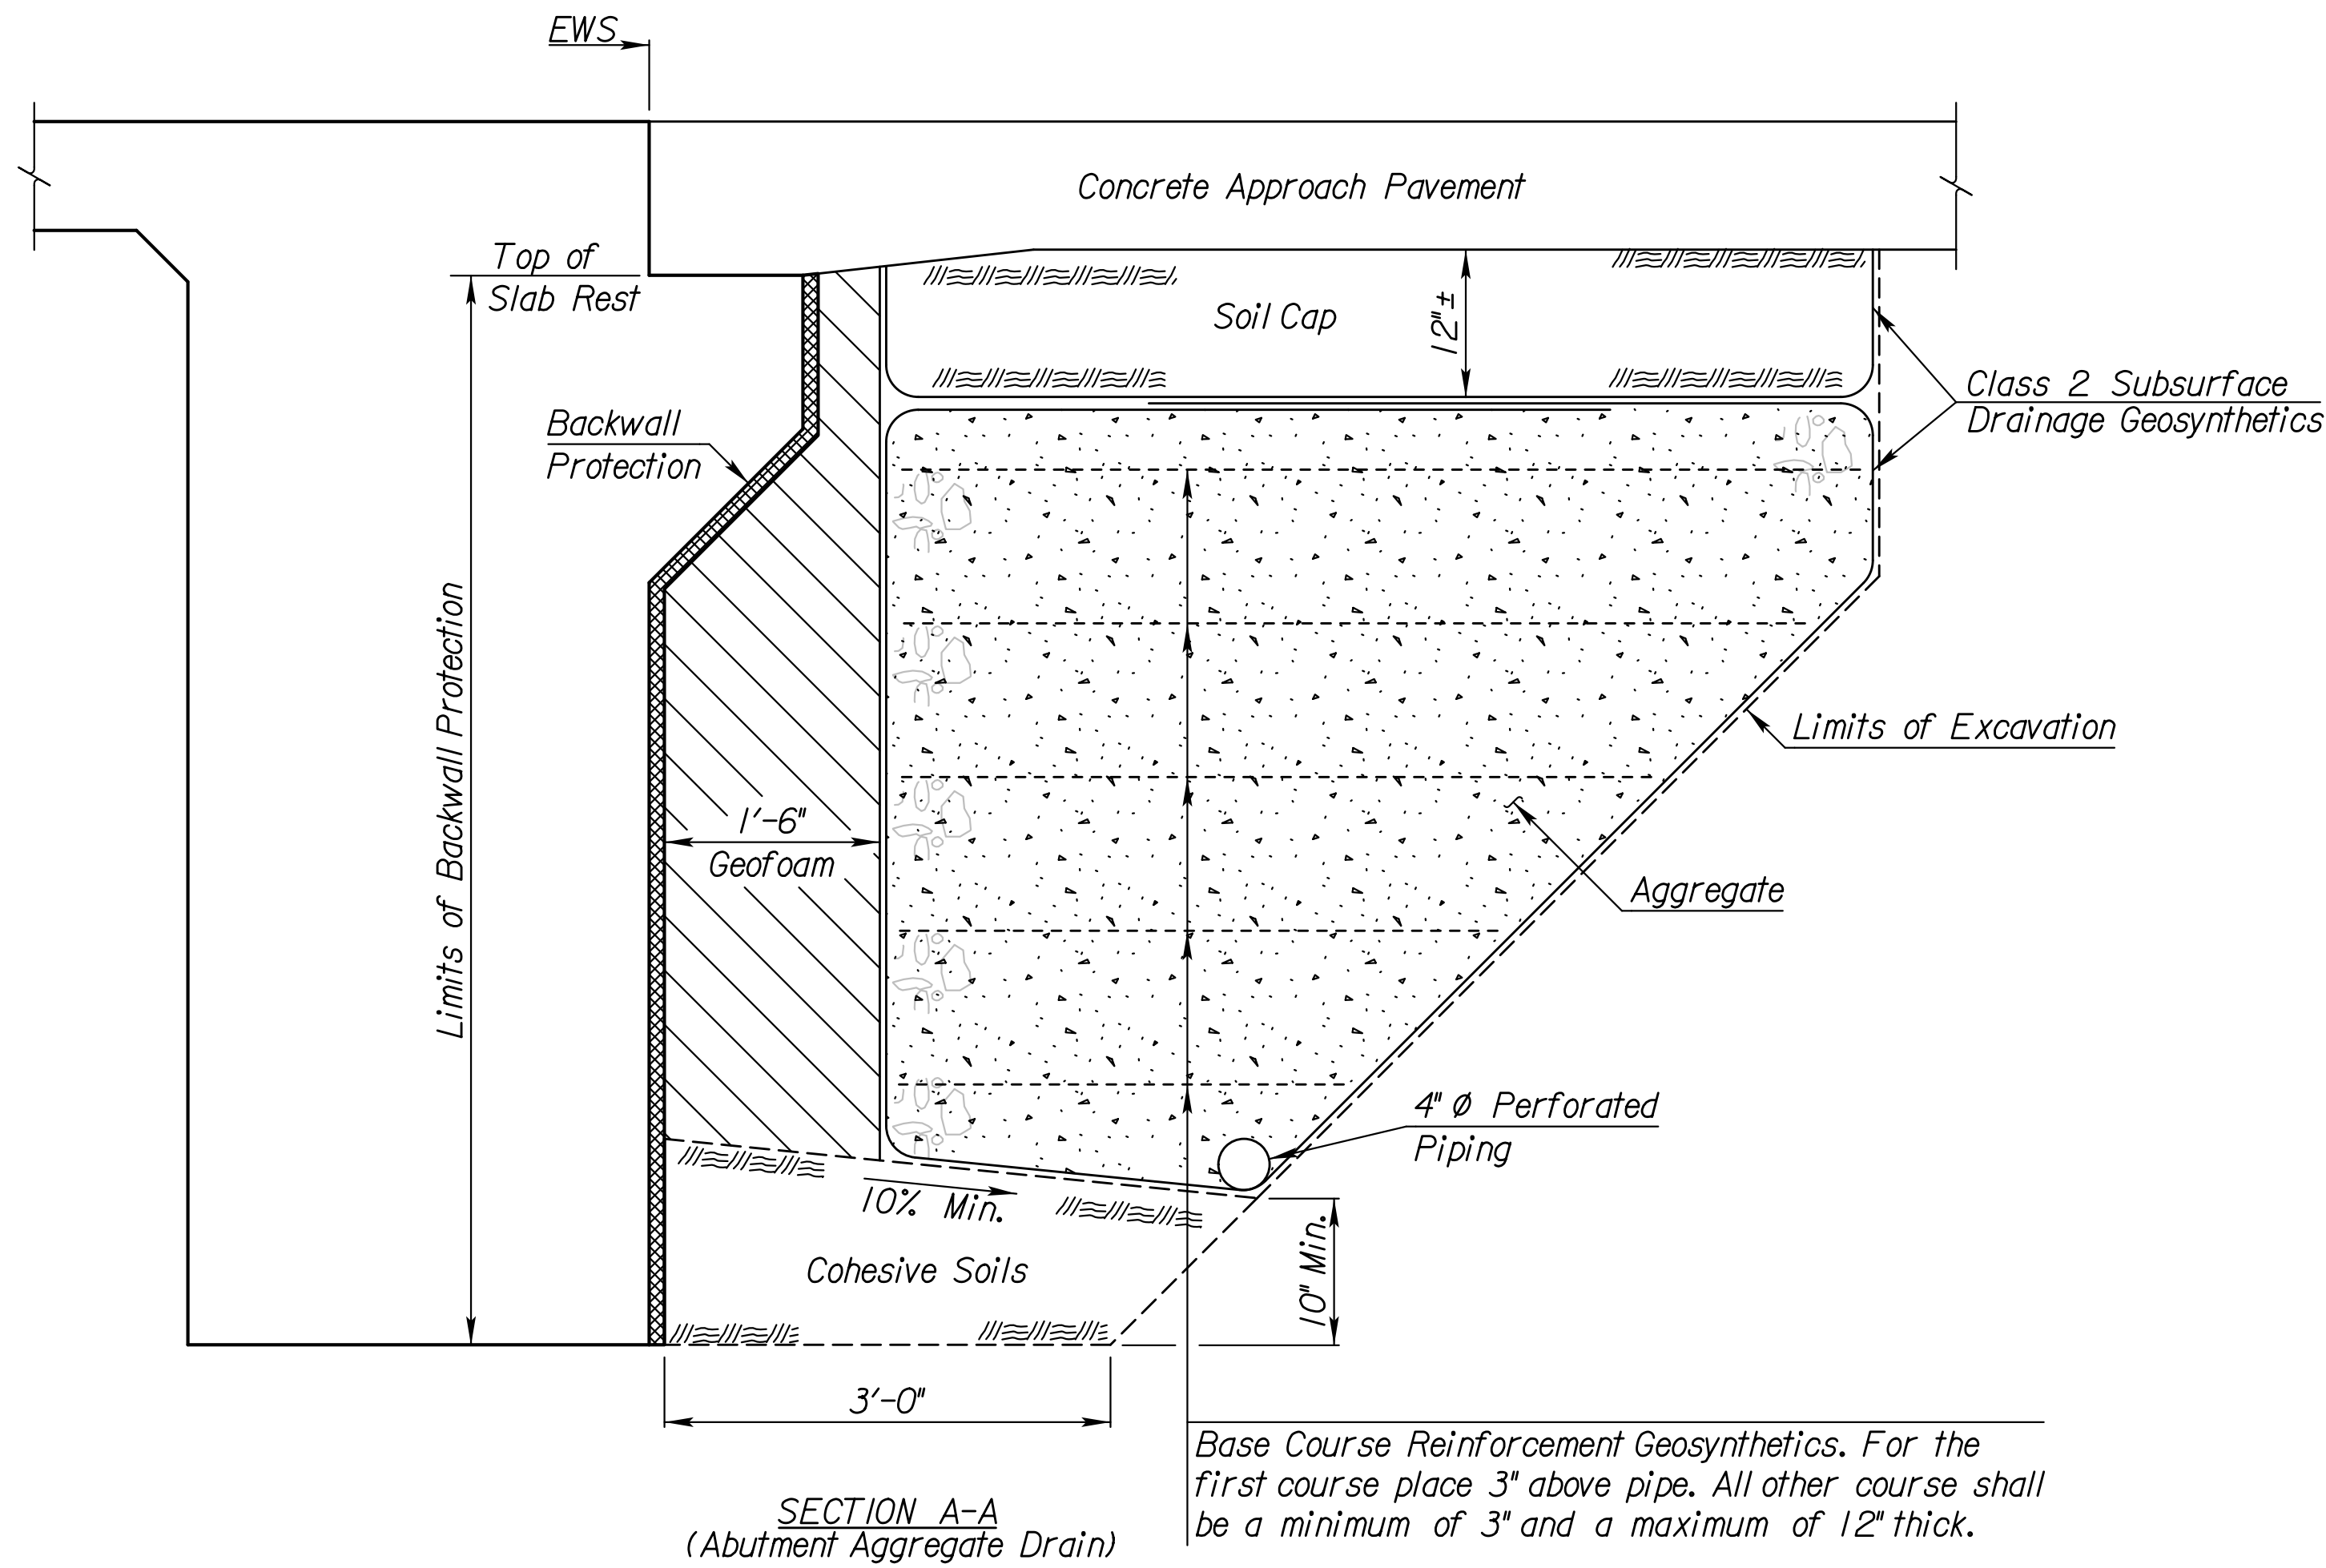 EWS
Concrete Approach Pavement
Top of
Slab Rest
Soil Cap
12"±
Class 2 Subsurface
Drainage Geosynthetics
Backwall
Protection
Limits of Backwall Protection
Limits of Excavation
1'-6"
Geofoam
Aggregate
4" Ø Perforated
Piping
10% Min.
10" Min.
Cohesive Soils
3'-0"
Base Course Reinforcement Geosynthetics. For the
first course place 3" above pipe. All other course shall
be a minimum of 3" and a maximum of 12" thick.
SECTION A-A
(Abutment Aggregate Drain)